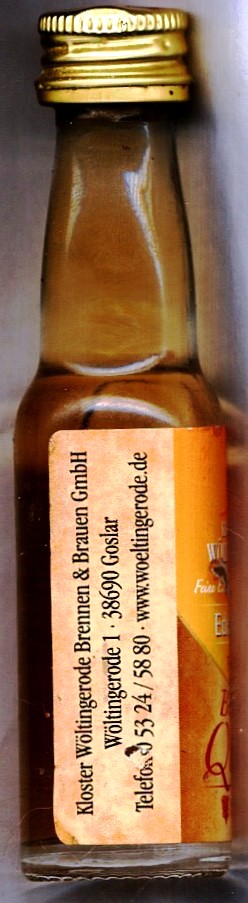 Kloster Wöltingerode Brennen & Brauen GmbH
Wöltingerode 1 · 38690 Goslar
53 24 / 58 80 · www.woeltingerode.de